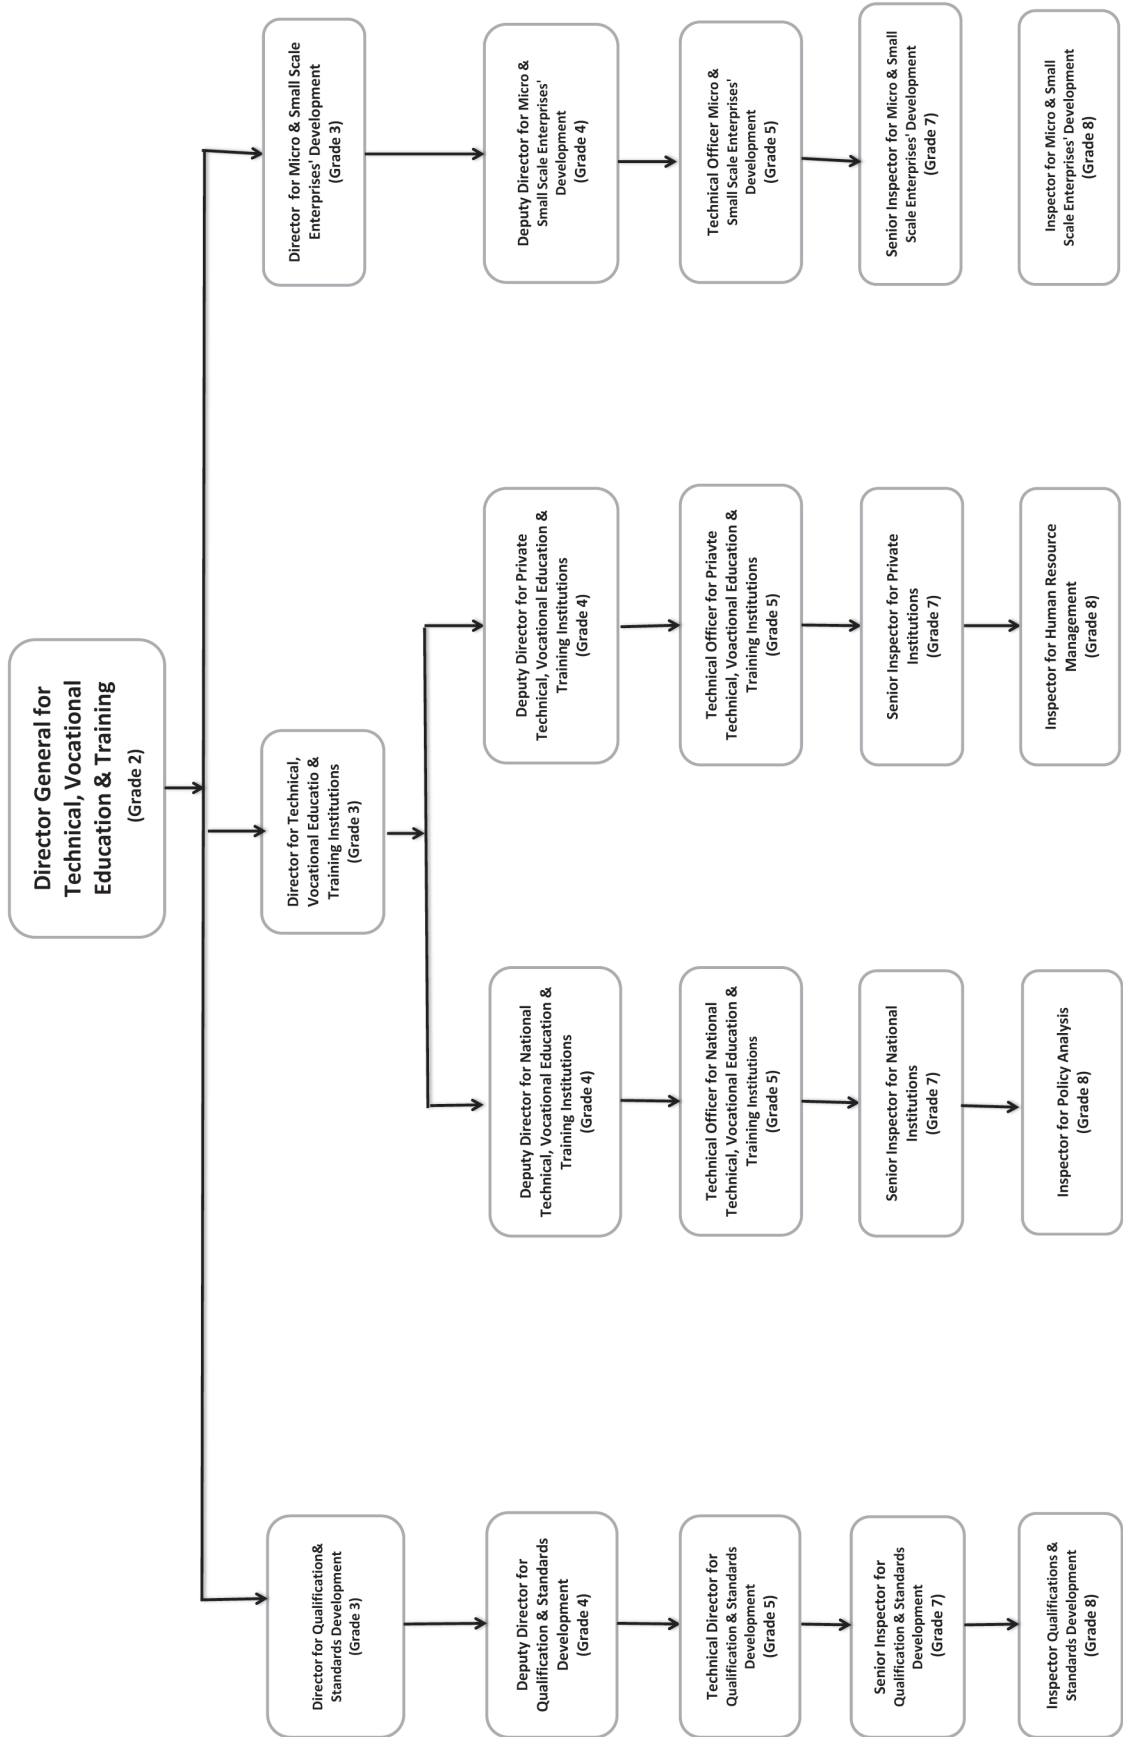 Director General for
Technical, Vocational
Education & Training
(Grade 2)
Director for Qualification&
Standards Development
(Grade 3)
Director for Technical,
Vocational Educatio &
Training Institutions
(Grade 3)
Director for Micro & Small Scale
Enterprises' Development
(Grade 3)
Deputy Director for
Qualification & Standards
Development
(Grade 4)
Deputy Director for National
Technical, Vocational Education &
Training Institutions
(Grade 4)
Deputy Director for Private
Technical, Vocational Education &
Training Institutions
(Grade 4)
Deputy Director for Micro &
Small Scale Enterprises'
Development
(Grade 4)
Technical Director for
Qualification & Standards
Development
(Grade 5)
Technical Officer for National
Technical, Vocational Education &
Training Institutions
(Grade 5)
Technical Officer for Priavte
Technical, Voactional Education &
Training Institutions
(Grade 5)
Technical Officer Micro &
Small Scale Enterprises'
Development
(Grade 5)
Senior Inspector for
Qualification & Standards
Development
(Grade 7)
Senior Inspector for National
Institutions
(Grade 7)
Senior Inspector for Private
Institutions
(Grade 7)
Senior Inspector for Micro & Small
Scale Enterprises' Development
(Grade 7)
Inspector Qualifications &
Standards Development
(Grade 8)
Inspector for Policy Analysis
(Grade 8)
Inspector for Human Resource
Management
(Grade 8)
Inspector for Micro & Small
Scale Enterprises' Development
(Grade 8)